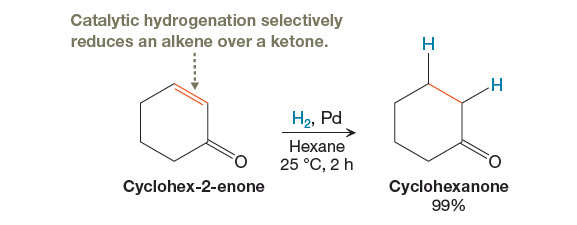 Catalytic hydrogenation selectively
reduces an alkene over a ketone.
H
H
H₂, Pd
Hexane
25 °C, 2 h
O
O
Cyclohex-2-enone
Cyclohexanone
99%